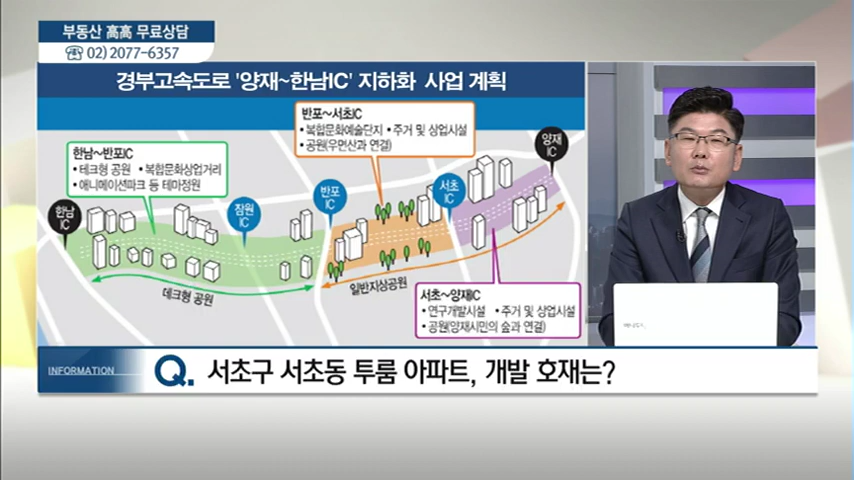 부동산 高高 무료상담
☎ 02) 2077-6357
경부고속도로 '양재~한남IC' 지하화 사업 계획
반포~서초IC
• 복합문화예술단지 • 주거 및 상업시설
• 공원(우면산과 연결)
한남~반포IC
• 테크형 공원 • 복합문화상업거리
• 애니메이션파크 등 테마정원
양재
IC
반포
IC
서초
IC
한남
IC
잠원
IC
데크형 공원
일반지상공원
서초~양재IC
• 연구개발시설 • 주거 및 상업시설
• 공원(양재시민의 숲과 연결)
INFORMATION
Q. 서초구 서초동 투룸 아파트, 개발 호재는?